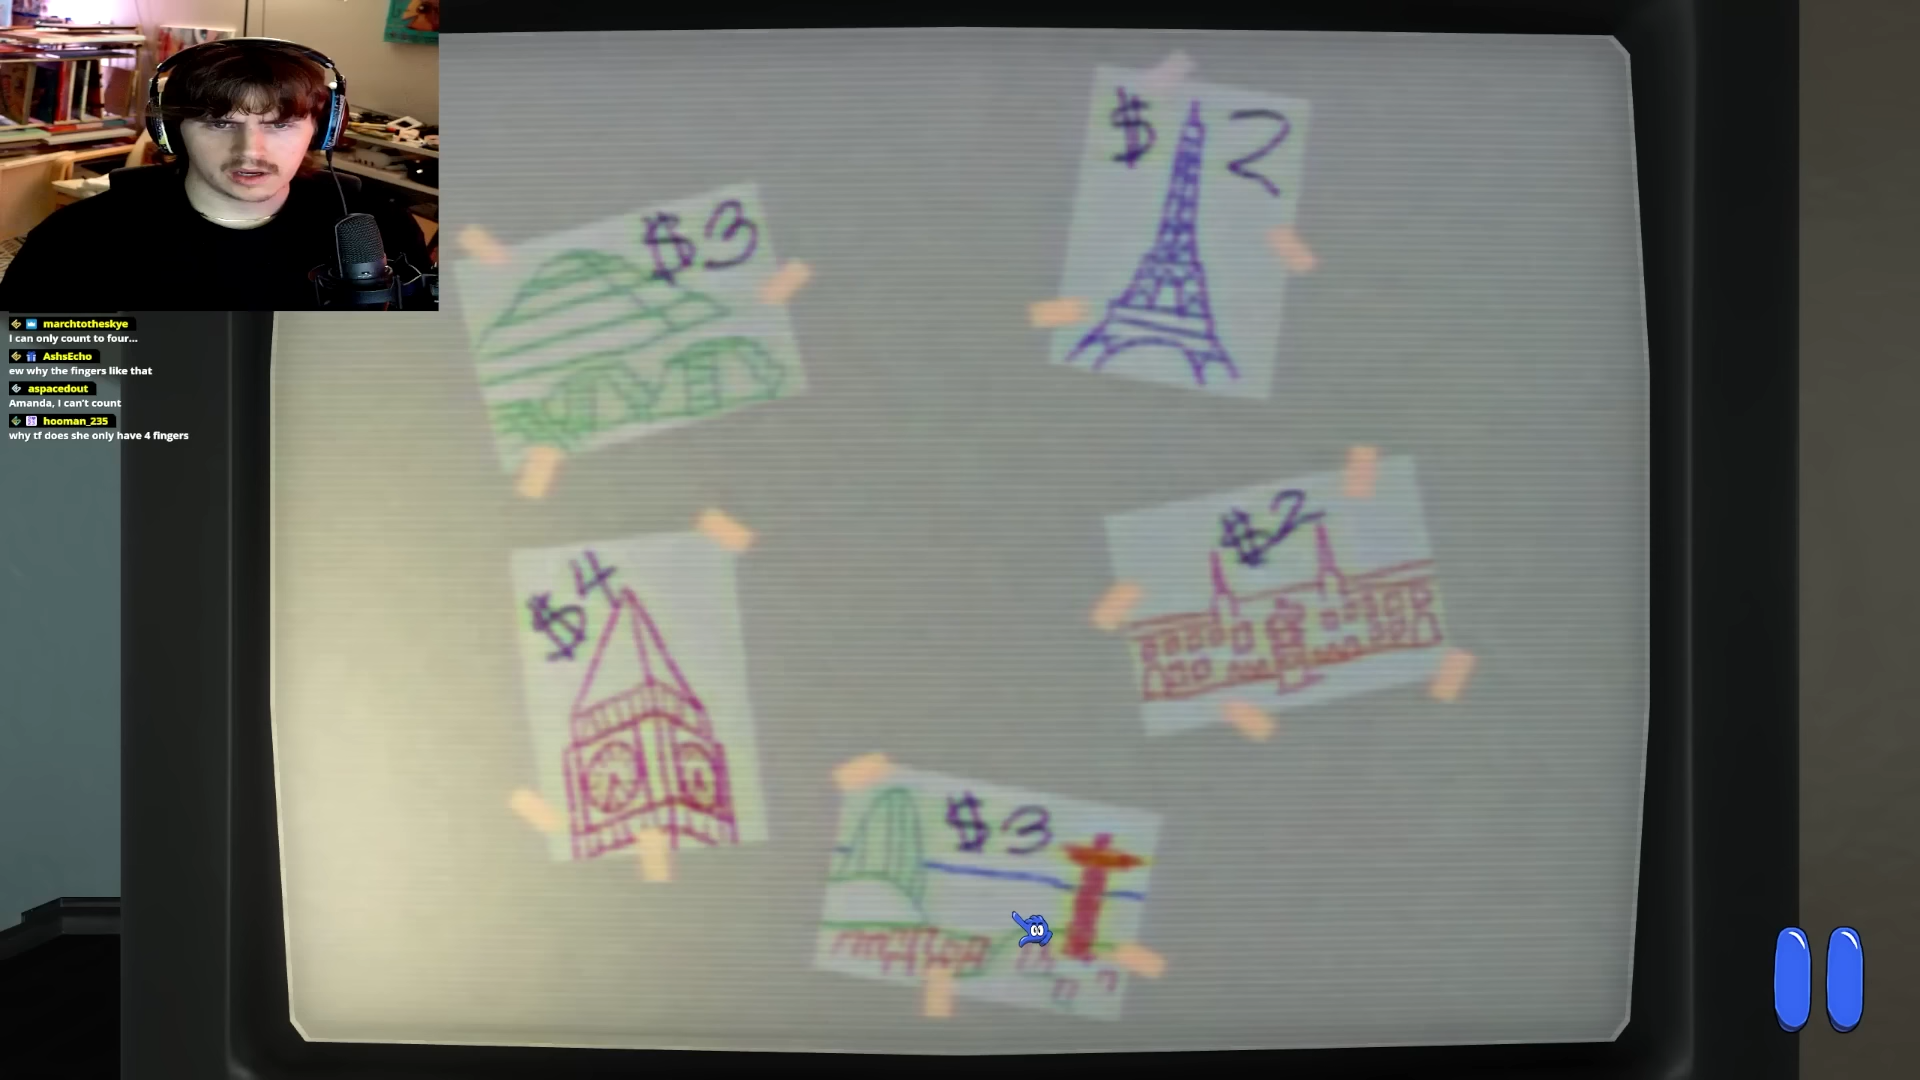 marchtotheskye
I can only count to four...
AshsEcho
ew why the fingers like that
aspacedout
Amanda, I can't count
hooman_235
why tf does she only have 4 fingers
$ 2
$3
$2
$4
$3